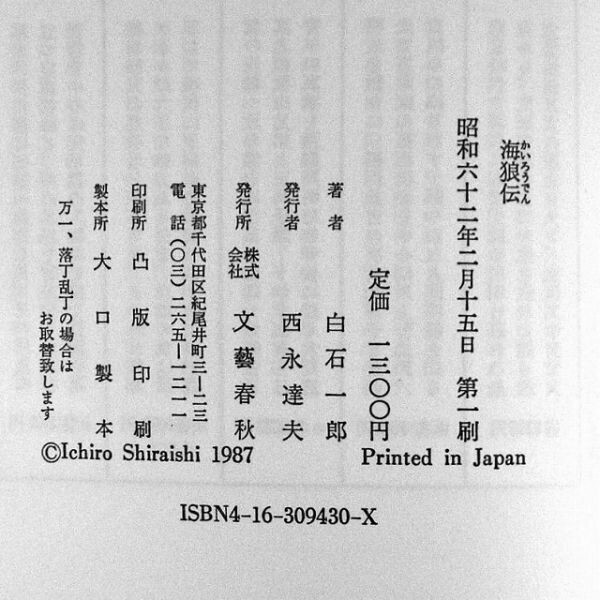 かいろうでん
海狼伝
昭和六十二年二月十五日　第一刷
定価　一三〇〇円
著者　白石一郎
発行者　西永達夫
発行所　株式会社　文藝春秋
東京都千代田区紀尾井町三ー二三
電話（〇三）二六五ー一二一一
印刷所　凸版印刷
製本所　大口製本
万一、落丁乱丁の場合は
お取替致します
©Ichiro Shiraishi 1987
Printed in Japan
ISBN4-16-309430-X